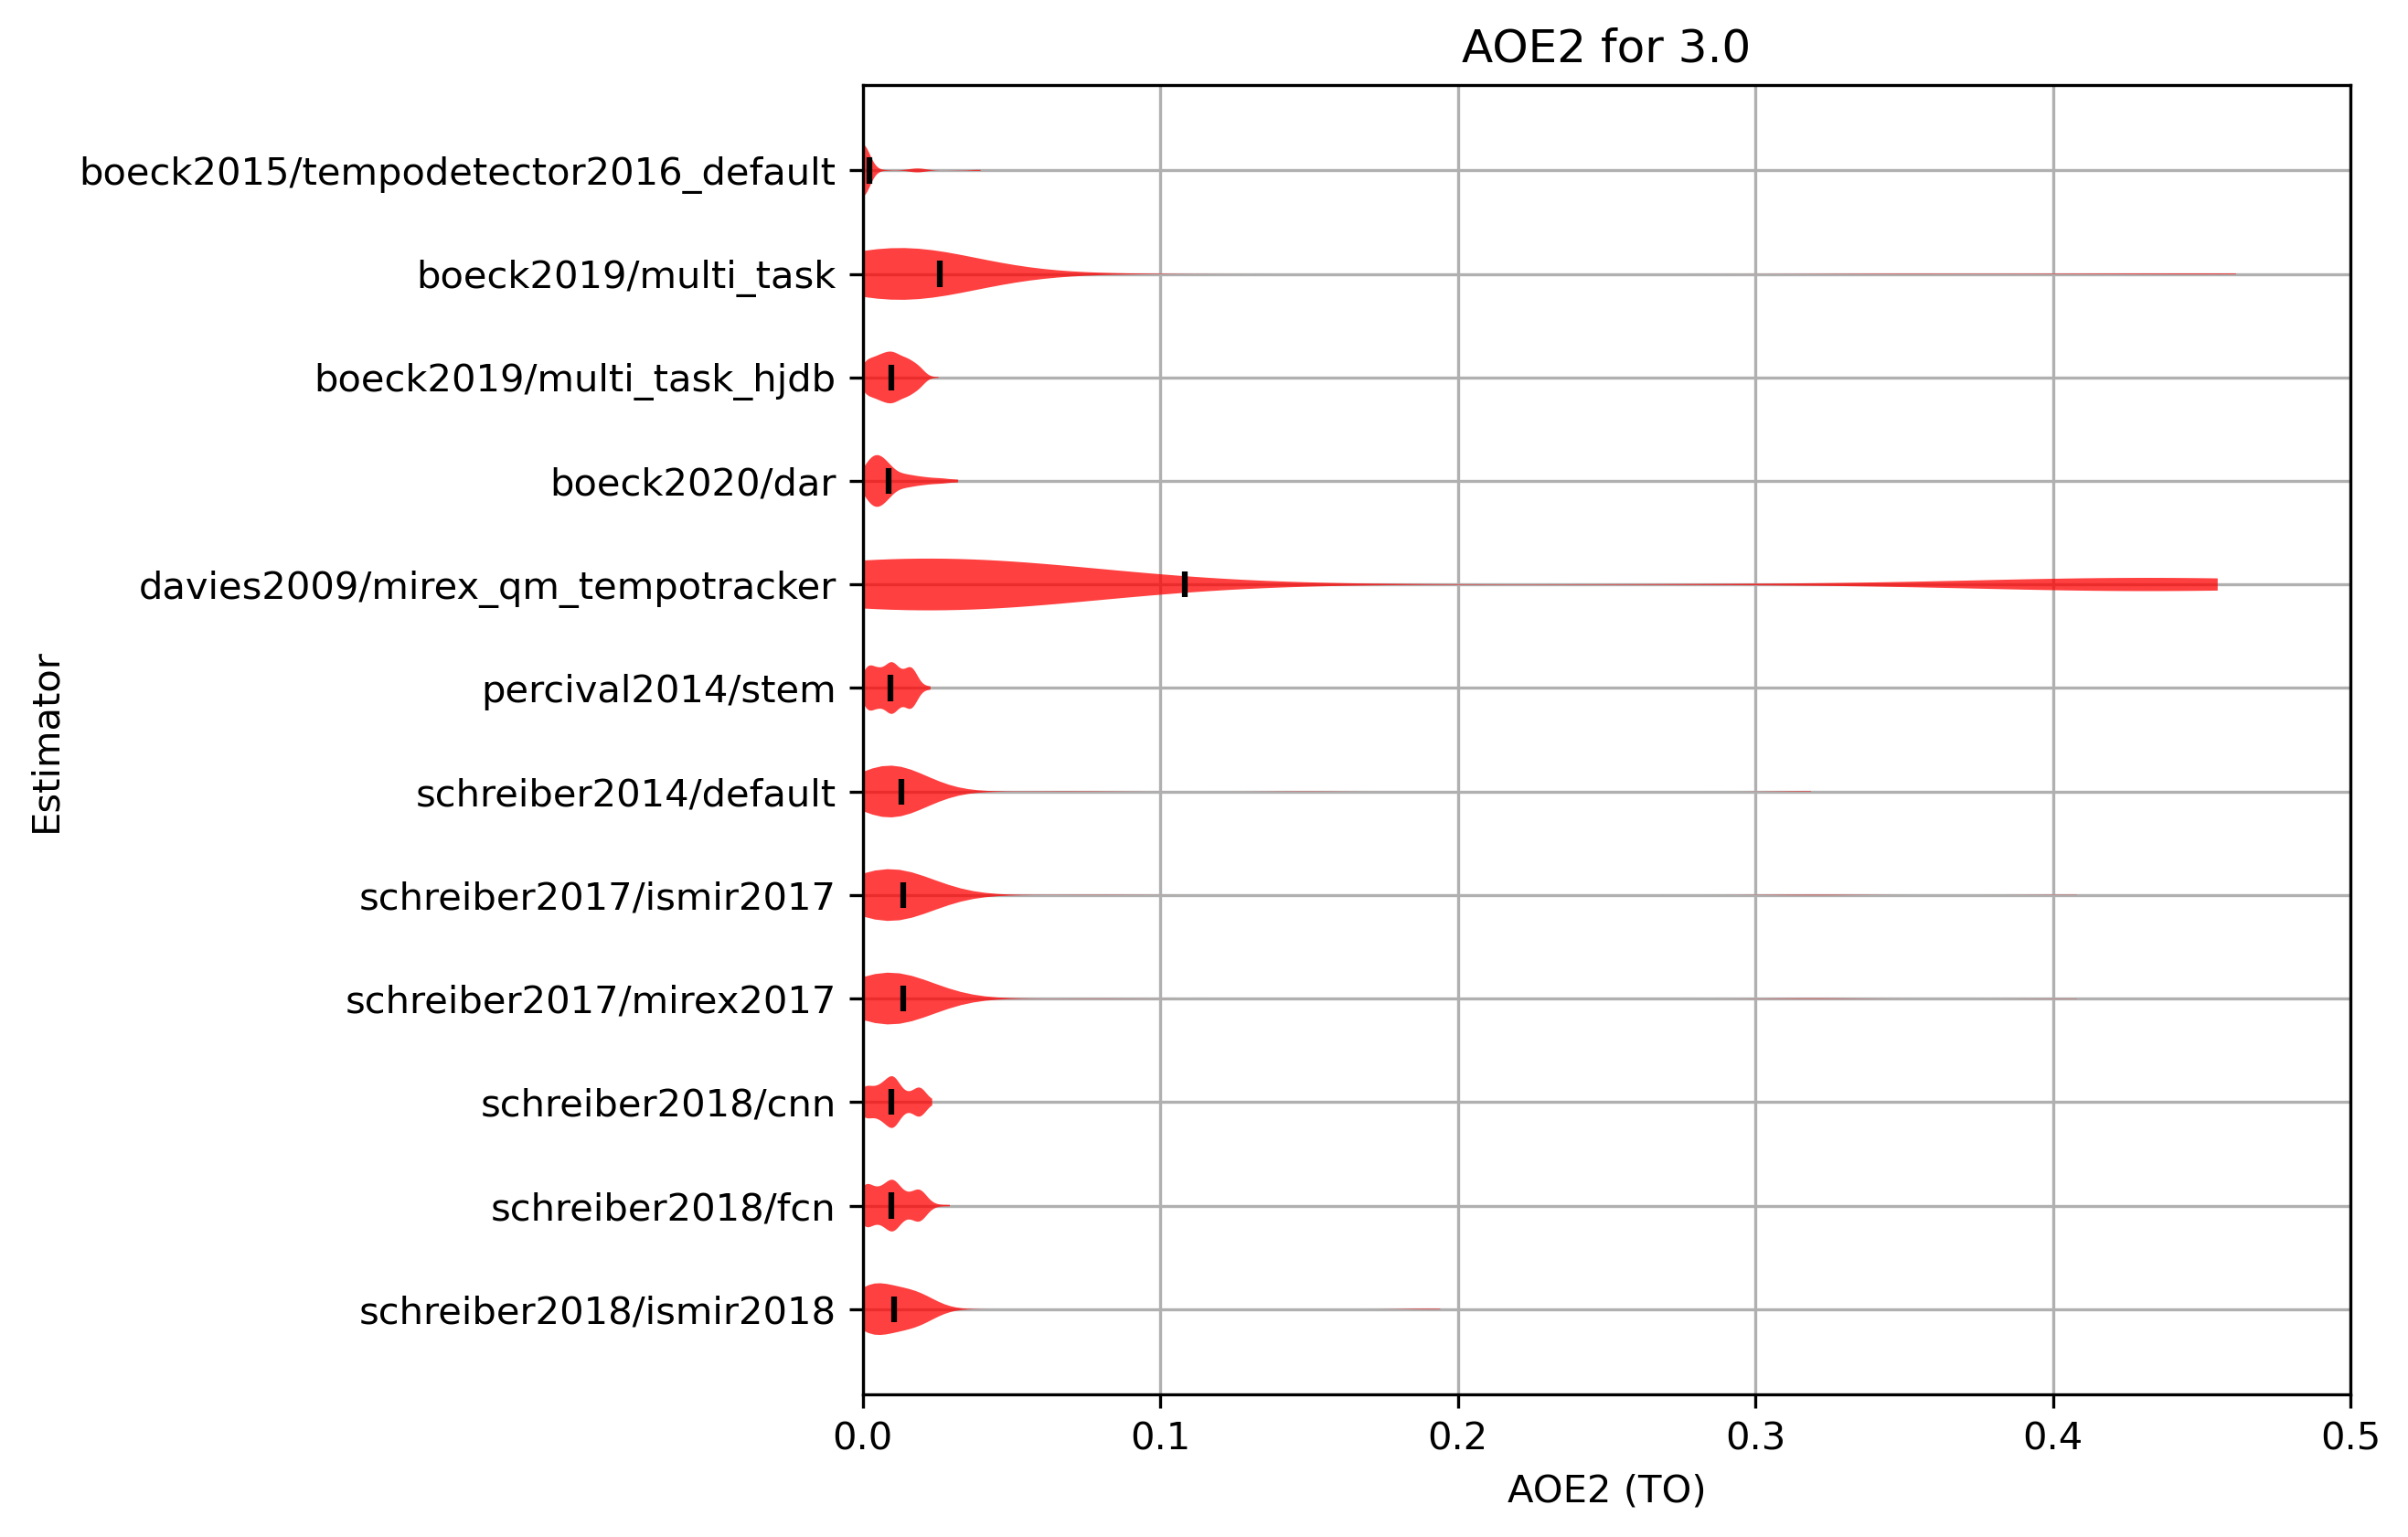 AOE2 for 3.0
boeck2015/tempodetector2016_default
boeck2019/multi_task
boeck2019/multi_task_hjdb
boeck2020/dar
davies2009/mirex_qm_tempotracker
percival2014/stem
schreiber2014/default
schreiber2017/ismir2017
schreiber2017/mirex2017
schreiber2018/cnn
schreiber2018/fcn
schreiber2018/ismir2018
Estimator
0.0 0.1 0.2 0.3 0.4 0.5
AOE2 (TO)